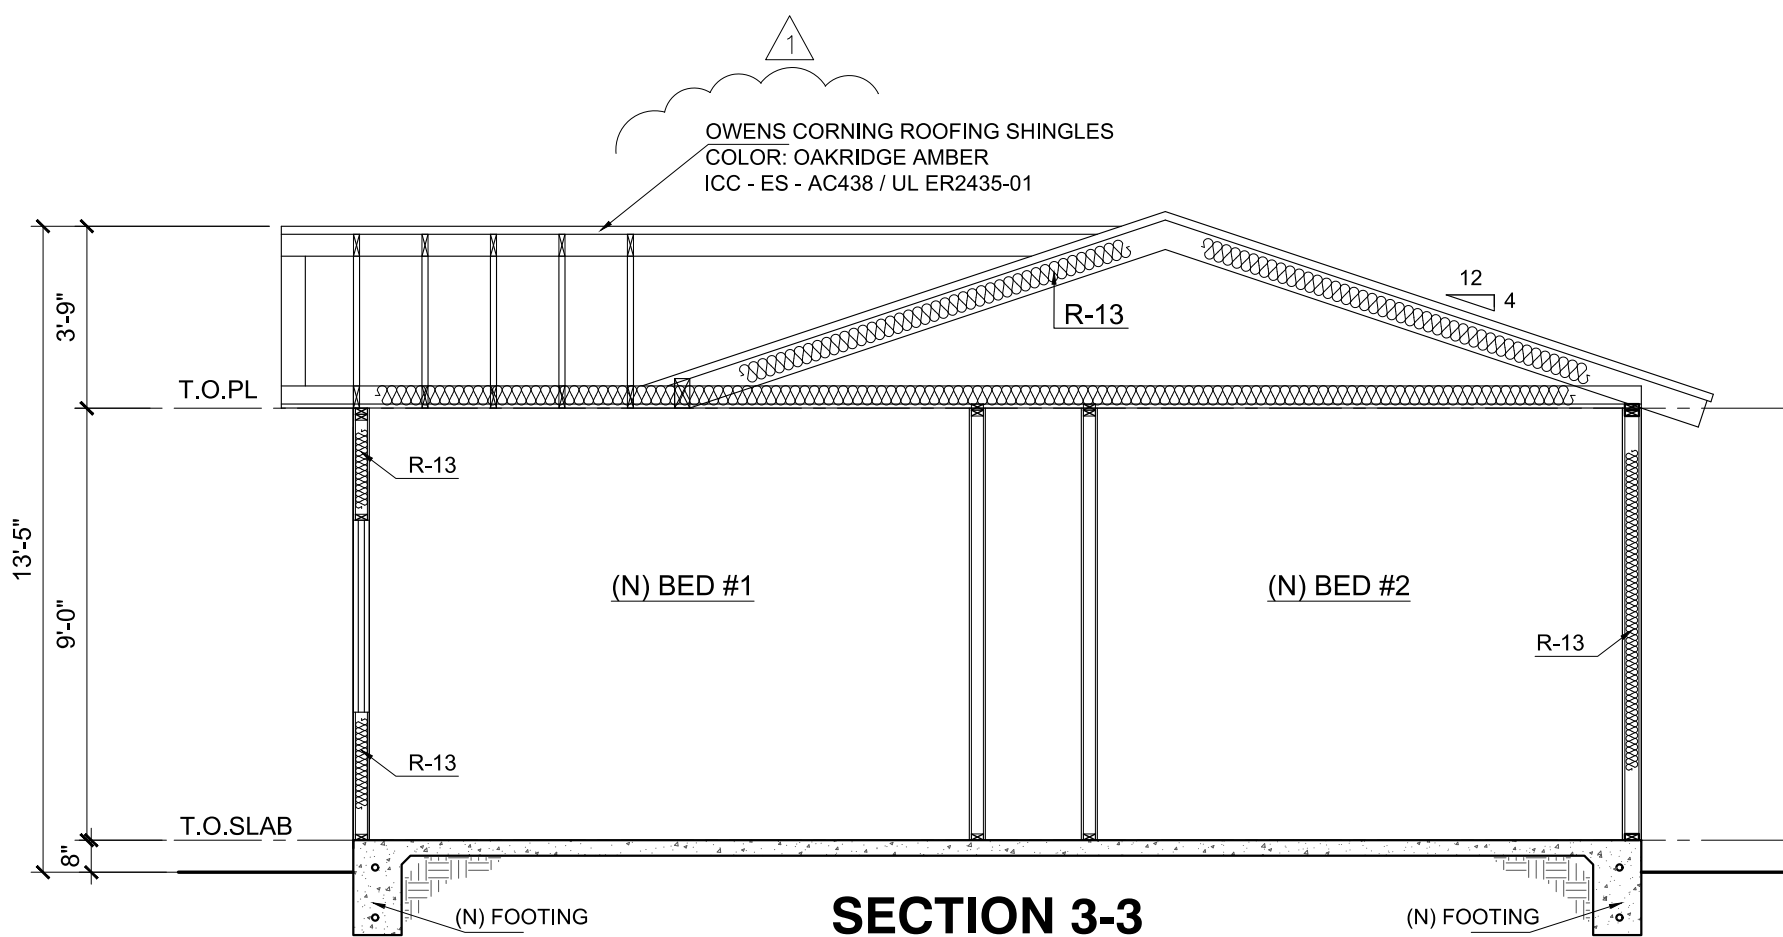 1
OWENS CORNING ROOFING SHINGLES
COLOR: OAKRIDGE AMBER
ICC - ES - AC438 / UL ER2435-01
12
4
3'-9"
R-13
T.O.PL
R-13
13'-5"
9'-0"
(N) BED #1
(N) BED #2
R-13
R-13
T.O.SLAB
8"
(N) FOOTING
SECTION 3-3
(N) FOOTING